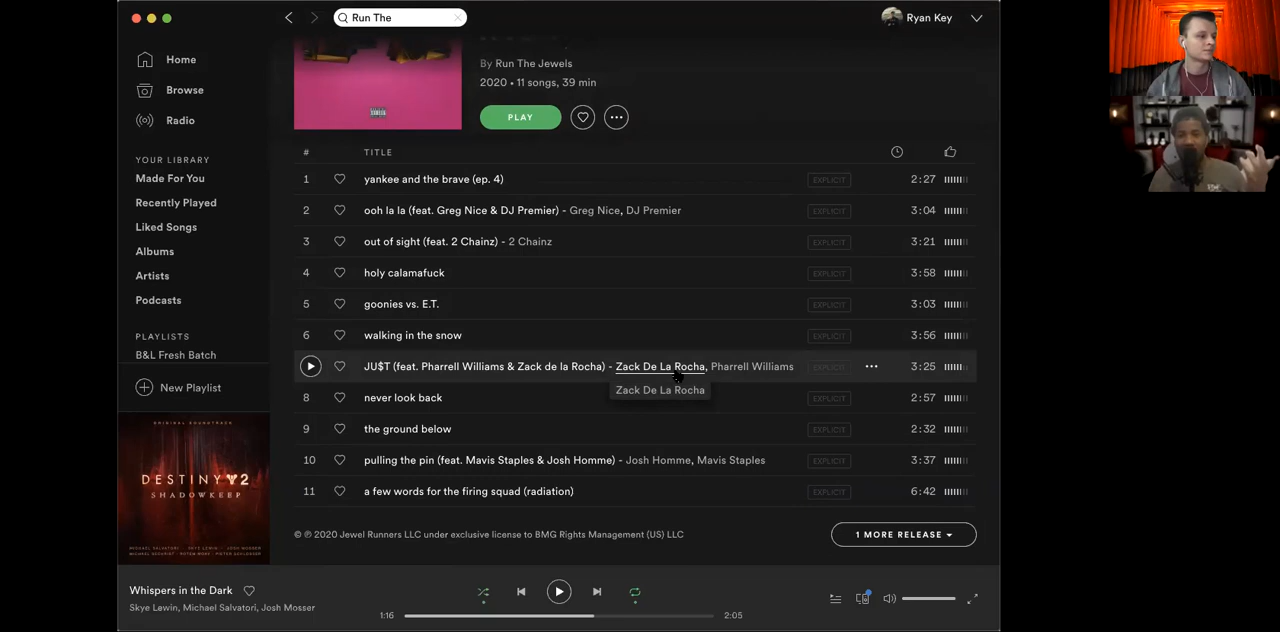 Run The
Ryan Key
Home
Browse
Radio
YOUR LIBRARY
Made For You
Recently Played
Liked Songs
Albums
Artists
Podcasts
PLAYLISTS
B&L Fresh Batch
New Playlist
ORIGINAL SOUNDTRACK
DESTINY 2
SHADOWKEEP
By Run The Jewels
2020 • 11 songs, 39 min
PLAY
# TITLE
1 yankee and the brave (ep. 4) EXPLICIT 2:27
2 ooh la la (feat. Greg Nice & DJ Premier) - Greg Nice, DJ Premier EXPLICIT 3:04
3 out of sight (feat. 2 Chainz) - 2 Chainz EXPLICIT 3:21
4 holy calamafuck EXPLICIT 3:58
5 goonies vs. E.T. EXPLICIT 3:03
6 walking in the snow EXPLICIT 3:56
JU$T (feat. Pharrell Williams & Zack de la Rocha) - Zack De La Rocha, Pharrell Williams EXPLICIT 3:25
Zack De La Rocha
8 never look back EXPLICIT 2:57
9 the ground below EXPLICIT 2:32
10 pulling the pin (feat. Mavis Staples & Josh Homme) - Josh Homme, Mavis Staples EXPLICIT 3:37
11 a few words for the firing squad (radiation) EXPLICIT 6:42
© ℗ 2020 Jewel Runners LLC under exclusive license to BMG Rights Management (US) LLC
1 MORE RELEASE
Whispers in the Dark
Skye Lewin, Michael Salvatori, Josh Mosser
1:16
2:05